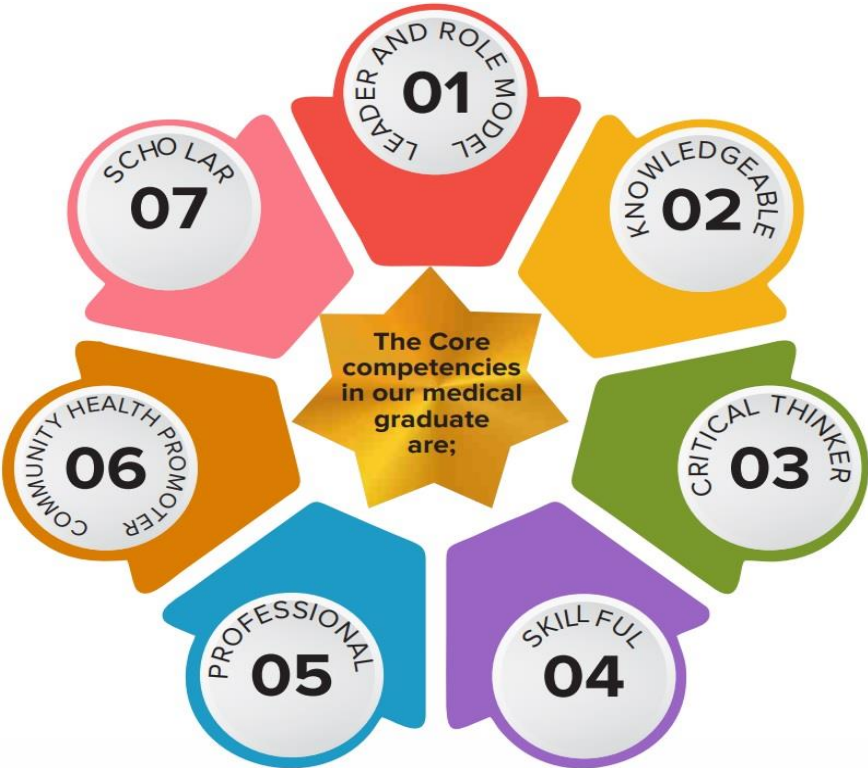 The Core
competencies
in our medical
graduate
are;
LEADER AND ROLE MODEL
01
KNOWLEDGEABLE
02
CRITICAL THINKER
03
SKILL FUL
04
PROFESSIONAL
05
COMMUNITY HEALTH PROMOTER
06
SCHO LAR
07